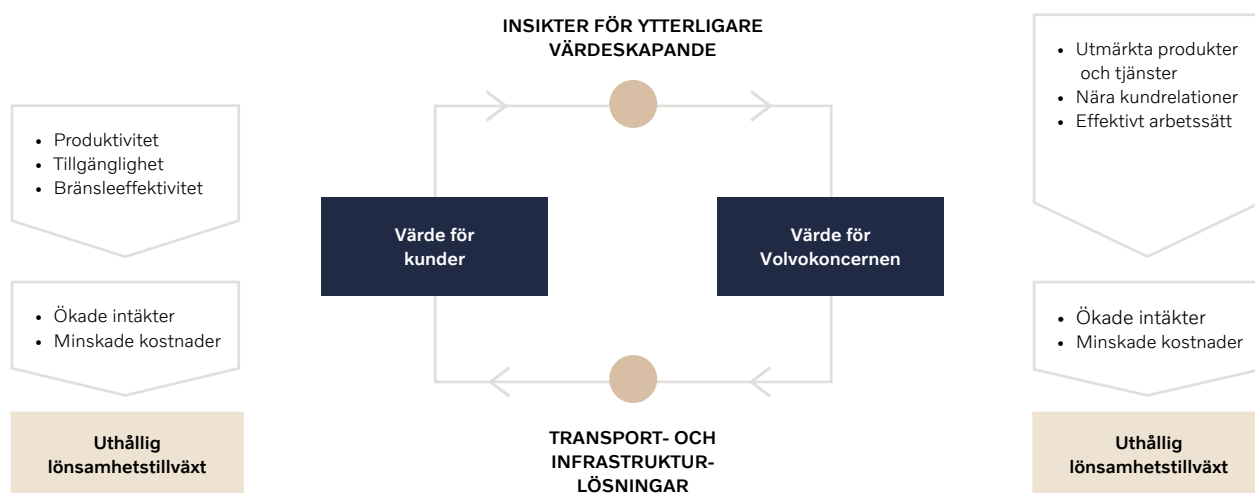 INSIKTER FÖR YTTERLIGARE
VÄRDESKAPANDE
• Produktivitet
• Tillgänglighet
• Bränsleeffektivitet
• Ökade intäkter
• Minskade kostnader
Uthållig
lönsamhetstillväxt
Värde för
kunder
Värde för
Volvokoncernen
TRANSPORT- OCH
INFRASTRUKTUR-
LÖSNINGAR
• Utmärkta produkter
och tjänster
• Nära kundrelationer
• Effektivt arbetssätt
• Ökade intäkter
• Minskade kostnader
Uthållig
lönsamhetstillväxt